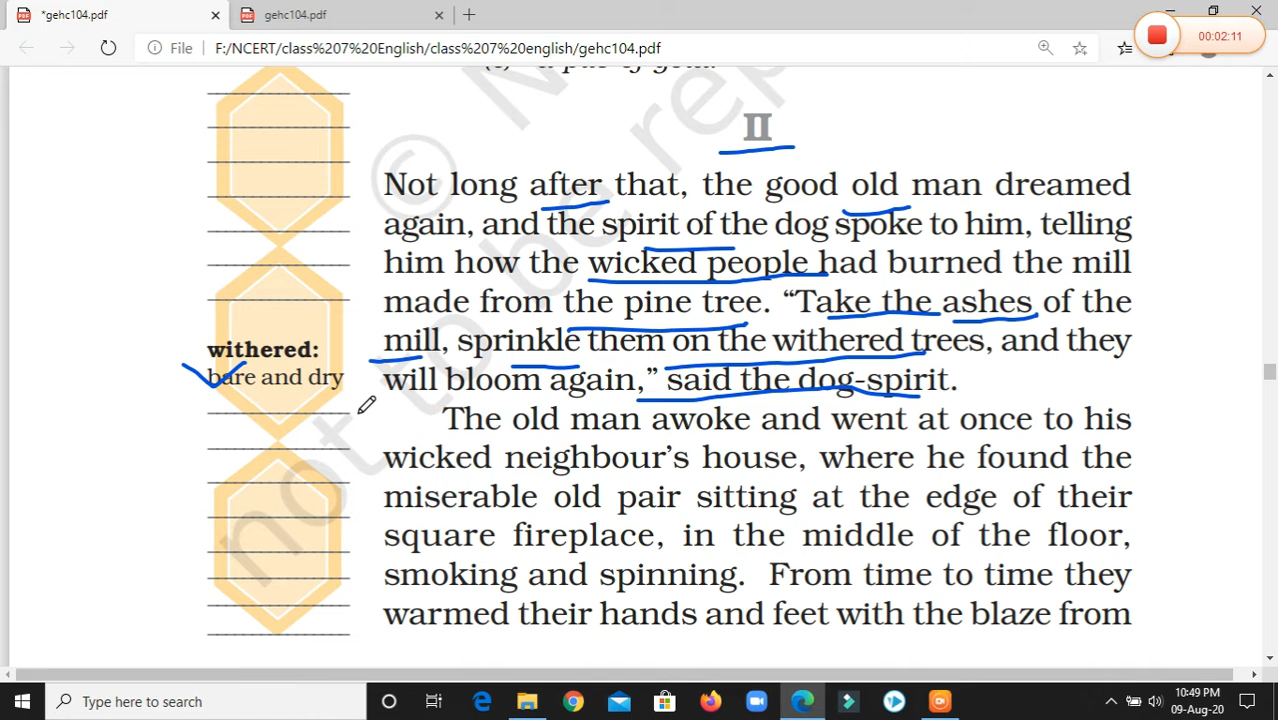 *gehc104.pdf
gehc104.pdf
00:02:11
File F:/NCERT/class%207%20English/class%207%20english/gehc104.pdf
© N
not to be rep
II
Not long after that, the good old man dreamed
again, and the spirit of the dog spoke to him, telling
him how the wicked people had burned the mill
made from the pine tree. “Take the ashes of the
mill, sprinkle them on the withered trees, and they
will bloom again,” said the dog-spirit.
withered:
bare and dry
The old man awoke and went at once to his
wicked neighbour’s house, where he found the
miserable old pair sitting at the edge of their
square fireplace, in the middle of the floor,
smoking and spinning. From time to time they
warmed their hands and feet with the blaze from
Type here to search
10:49 PM
09-Aug-20